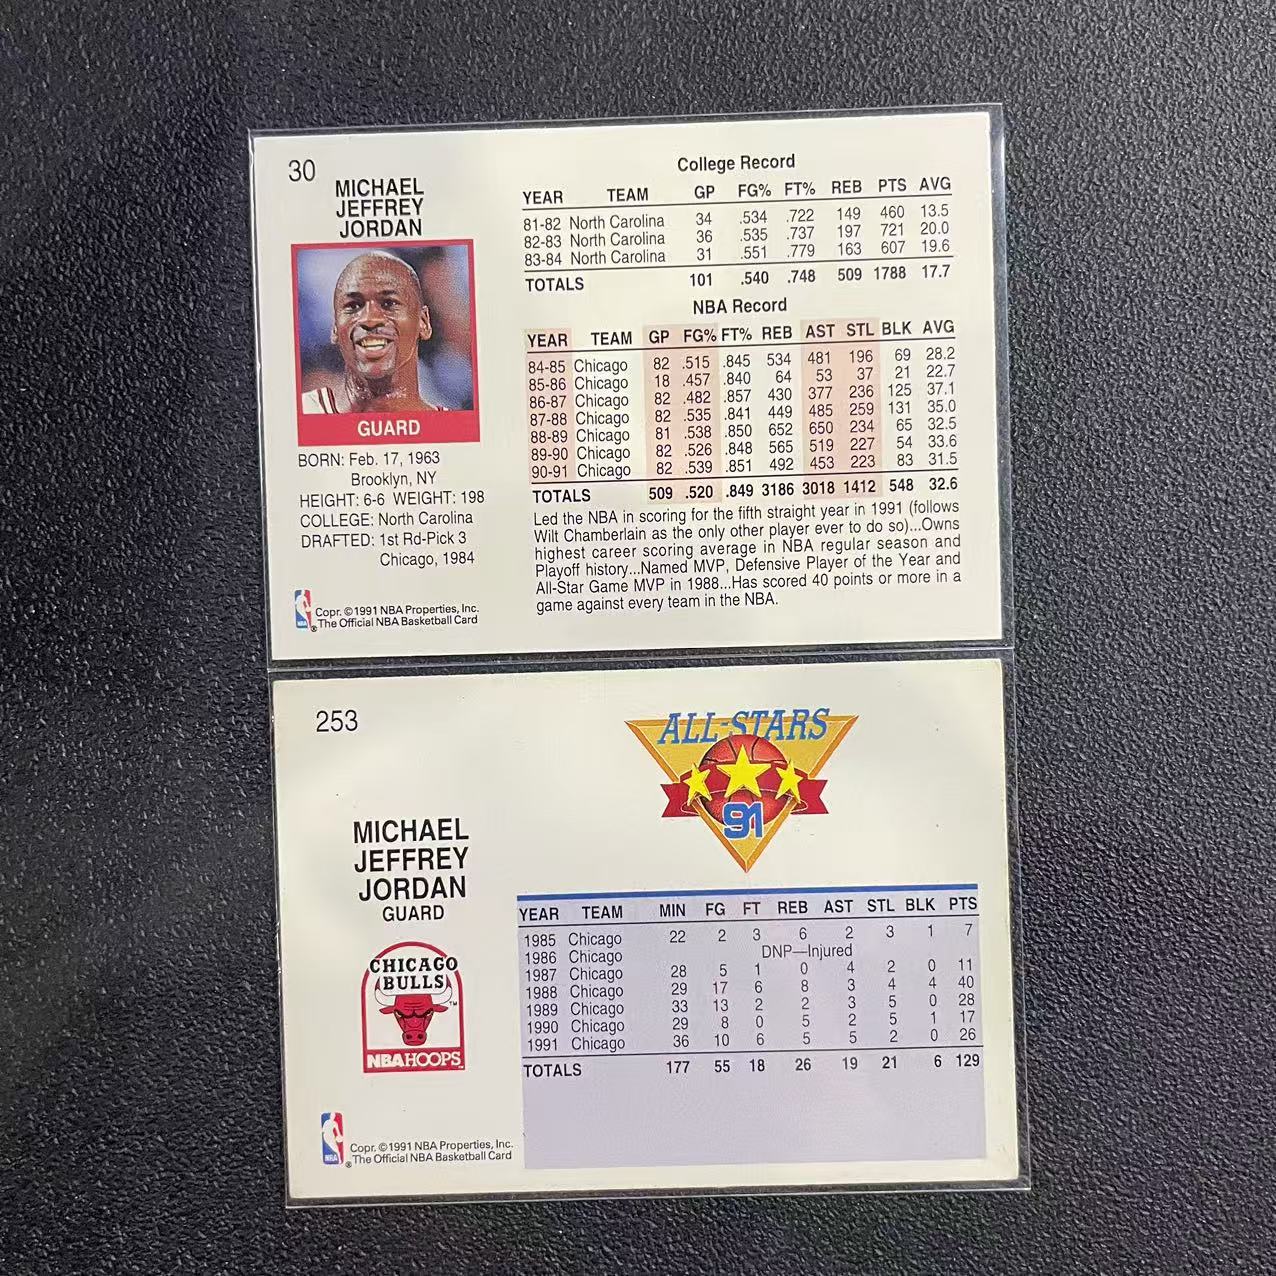 30
MICHAEL
JEFFREY
JORDAN
GUARD
BORN: Feb. 17, 1963
Brooklyn, NY
HEIGHT: 6-6 WEIGHT: 198
COLLEGE: North Carolina
DRAFTED: 1st Rd-Pick 3
Chicago, 1984
NBA
Copr. ©1991 NBA Properties, Inc.
® The Official NBA Basketball Card
College Record
YEAR TEAM GP FG% FT% REB PTS AVG
81-82 North Carolina 34 .534 .722 149 460 13.5
82-83 North Carolina 36 .535 .737 197 721 20.0
83-84 North Carolina 31 .551 .779 163 607 19.6
TOTALS 101 .540 .748 509 1788 17.7
NBA Record
YEAR TEAM GP FG% FT% REB AST STL BLK AVG
84-85 Chicago 82 .515 .845 534 481 196 69 28.2
85-86 Chicago 18 .457 .840 64 53 37 21 22.7
86-87 Chicago 82 .482 .857 430 377 236 125 37.1
87-88 Chicago 82 .535 .841 449 485 259 131 35.0
88-89 Chicago 81 .538 .850 652 650 234 65 32.5
89-90 Chicago 82 .526 .848 565 519 227 54 33.6
90-91 Chicago 82 .539 .851 492 453 223 83 31.5
TOTALS 509 .520 .849 3186 3018 1412 548 32.6
Led the NBA in scoring for the fifth straight year in 1991 (follows
Wilt Chamberlain as the only other player ever to do so)...Owns
highest career scoring average in NBA regular season and
Playoff history...Named MVP, Defensive Player of the Year and
All-Star Game MVP in 1988...Has scored 40 points or more in a
game against every team in the NBA.
253
MICHAEL
JEFFREY
JORDAN
GUARD
CHICAGO
BULLS
TM
NBA HOOPS
NBA
Copr. ©1991 NBA Properties, Inc.
® The Official NBA Basketball Card
ALL-STARS
91
YEAR TEAM MIN FG FT REB AST STL BLK PTS
1985 Chicago 22 2 3 6 2 3 1 7
1986 Chicago DNP—Injured
1987 Chicago 28 5 1 0 4 2 0 11
1988 Chicago 29 17 6 8 3 4 4 40
1989 Chicago 33 13 2 2 3 5 0 28
1990 Chicago 29 8 0 5 2 5 1 17
1991 Chicago 36 10 6 5 5 2 0 26
TOTALS 177 55 18 26 19 21 6 129